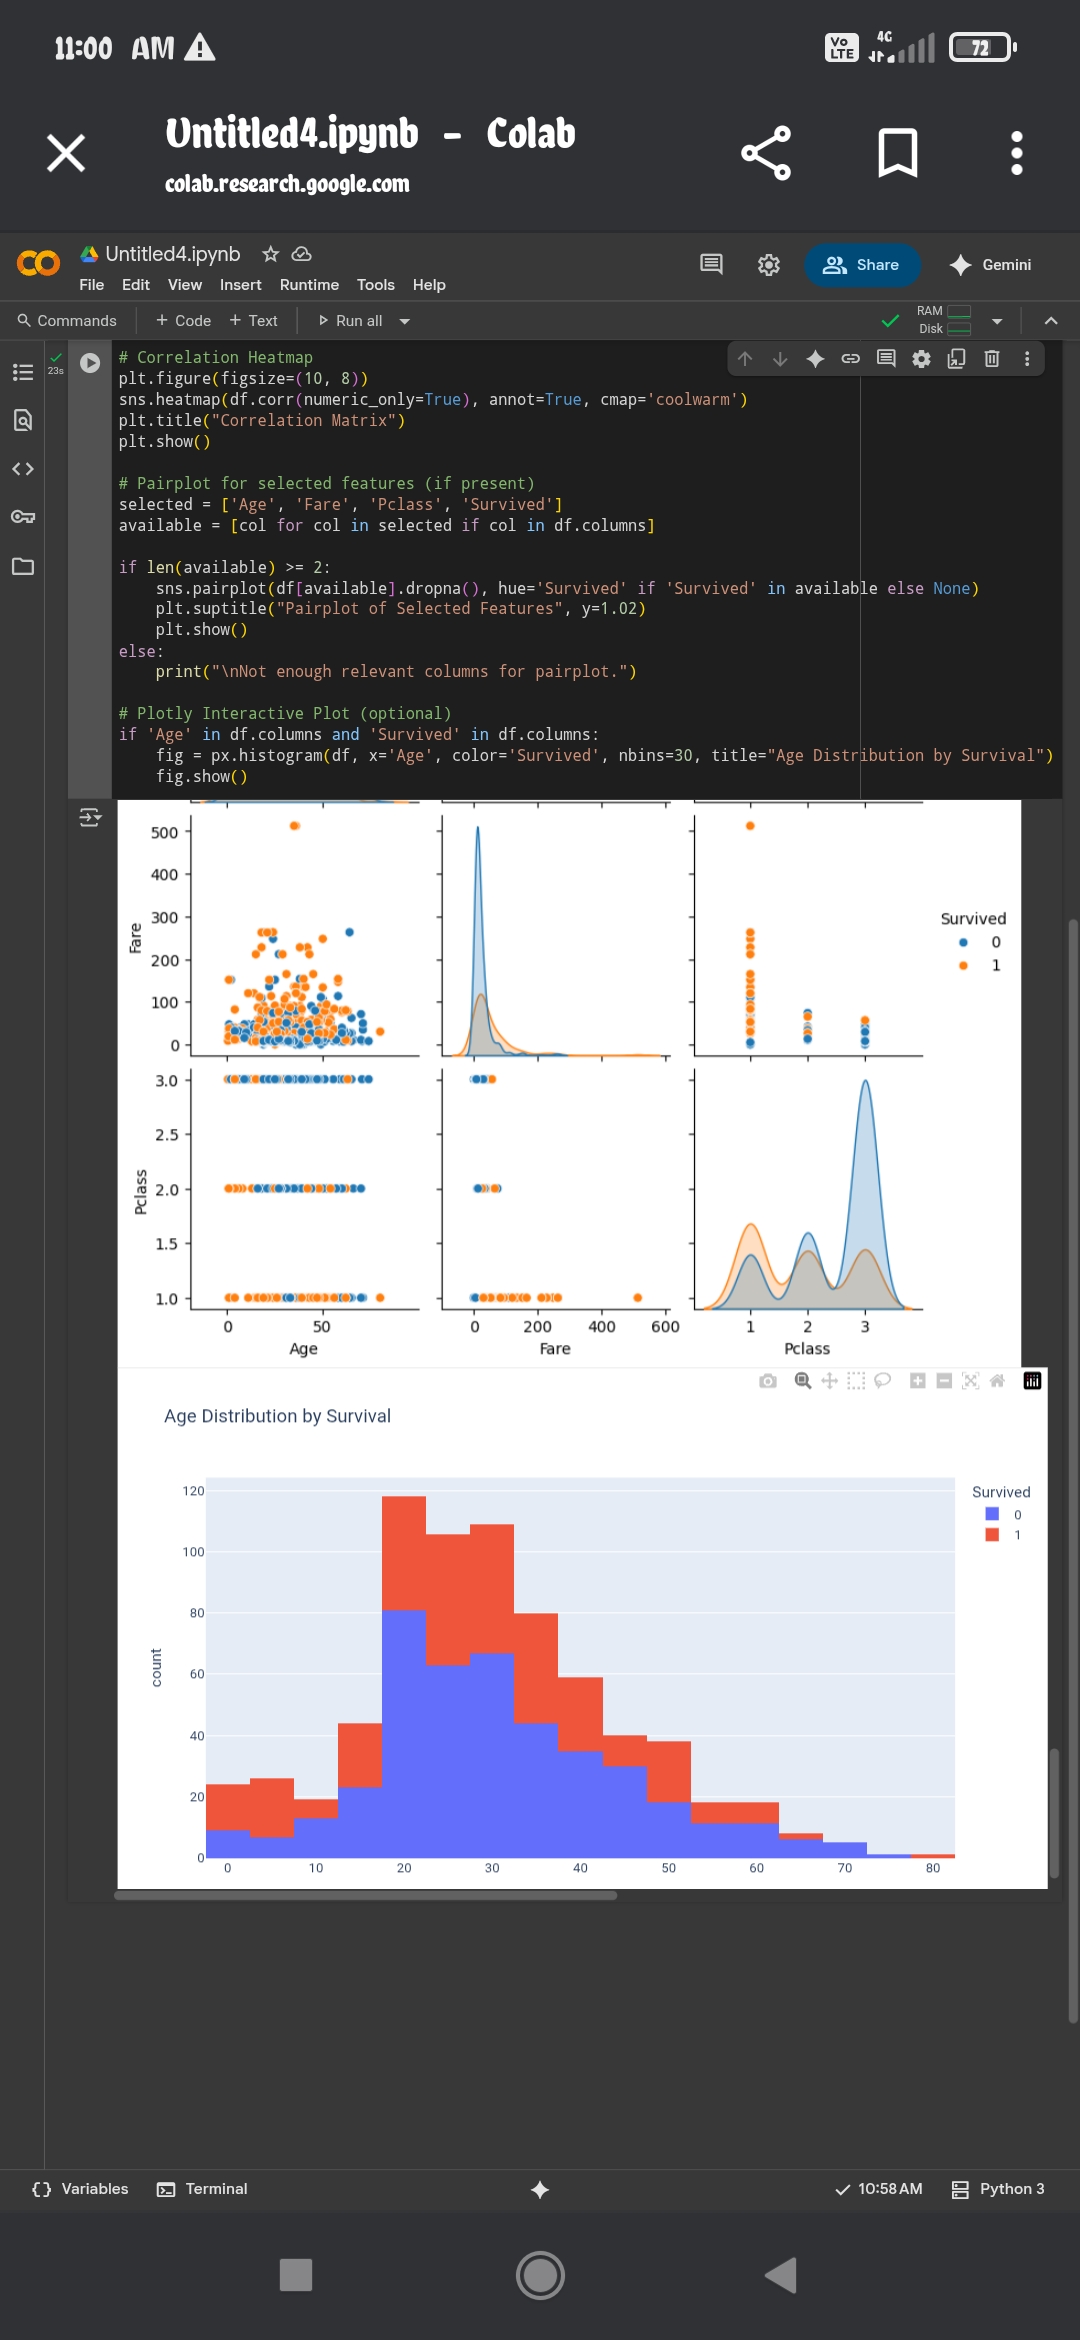 11:00 AM
Vo LTE 4G 72
Untitled4.ipynb - Colab
colab.research.google.com
Untitled4.ipynb
File Edit View Insert Runtime Tools Help
Share Gemini
Commands + Code + Text Run all
RAM
Disk
23s
# Correlation Heatmap
plt.figure(figsize=(10, 8))
sns.heatmap(df.corr(numeric_only=True), annot=True, cmap='coolwarm')
plt.title("Correlation Matrix")
plt.show()
# Pairplot for selected features (if present)
selected = ['Age', 'Fare', 'Pclass', 'Survived']
available = [col for col in selected if col in df.columns]
if len(available) >= 2:
    sns.pairplot(df[available].dropna(), hue='Survived' if 'Survived' in available else None)
    plt.suptitle("Pairplot of Selected Features", y=1.02)
    plt.show()
else:
    print("\nNot enough relevant columns for pairplot.")
# Plotly Interactive Plot (optional)
if 'Age' in df.columns and 'Survived' in df.columns:
    fig = px.histogram(df, x='Age', color='Survived', nbins=30, title="Age Distribution by Survival")
    fig.show()
500
400
300
200
100
0
Fare
Survived
0
1
3.0
2.5
2.0
1.5
1.0
Pclass
0 50
Age
0 200 400 600
Fare
1 2 3
Pclass
Age Distribution by Survival
120
100
80
60
40
20
0
count
Survived
0
1
0 10 20 30 40 50 60 70 80
Variables Terminal 10:58 AM Python 3